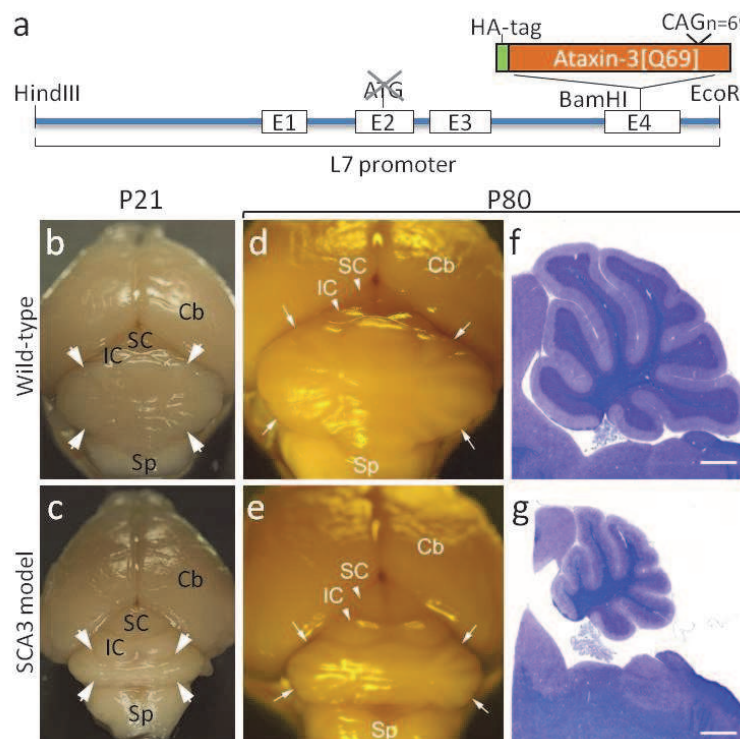 a
HA-tag
CAGn=69
Ataxin-3[Q69]
HindIII
ATG
BamHI
EcoR
E1
E2
E3
E4
L7 promoter
P21
P80
Wild-type
b
Cb
SC
IC
Sp
d
SC
IC
Cb
Sp
f
SCA3 model
c
Cb
SC
IC
Sp
e
Cb
SC
IC
Sp
g